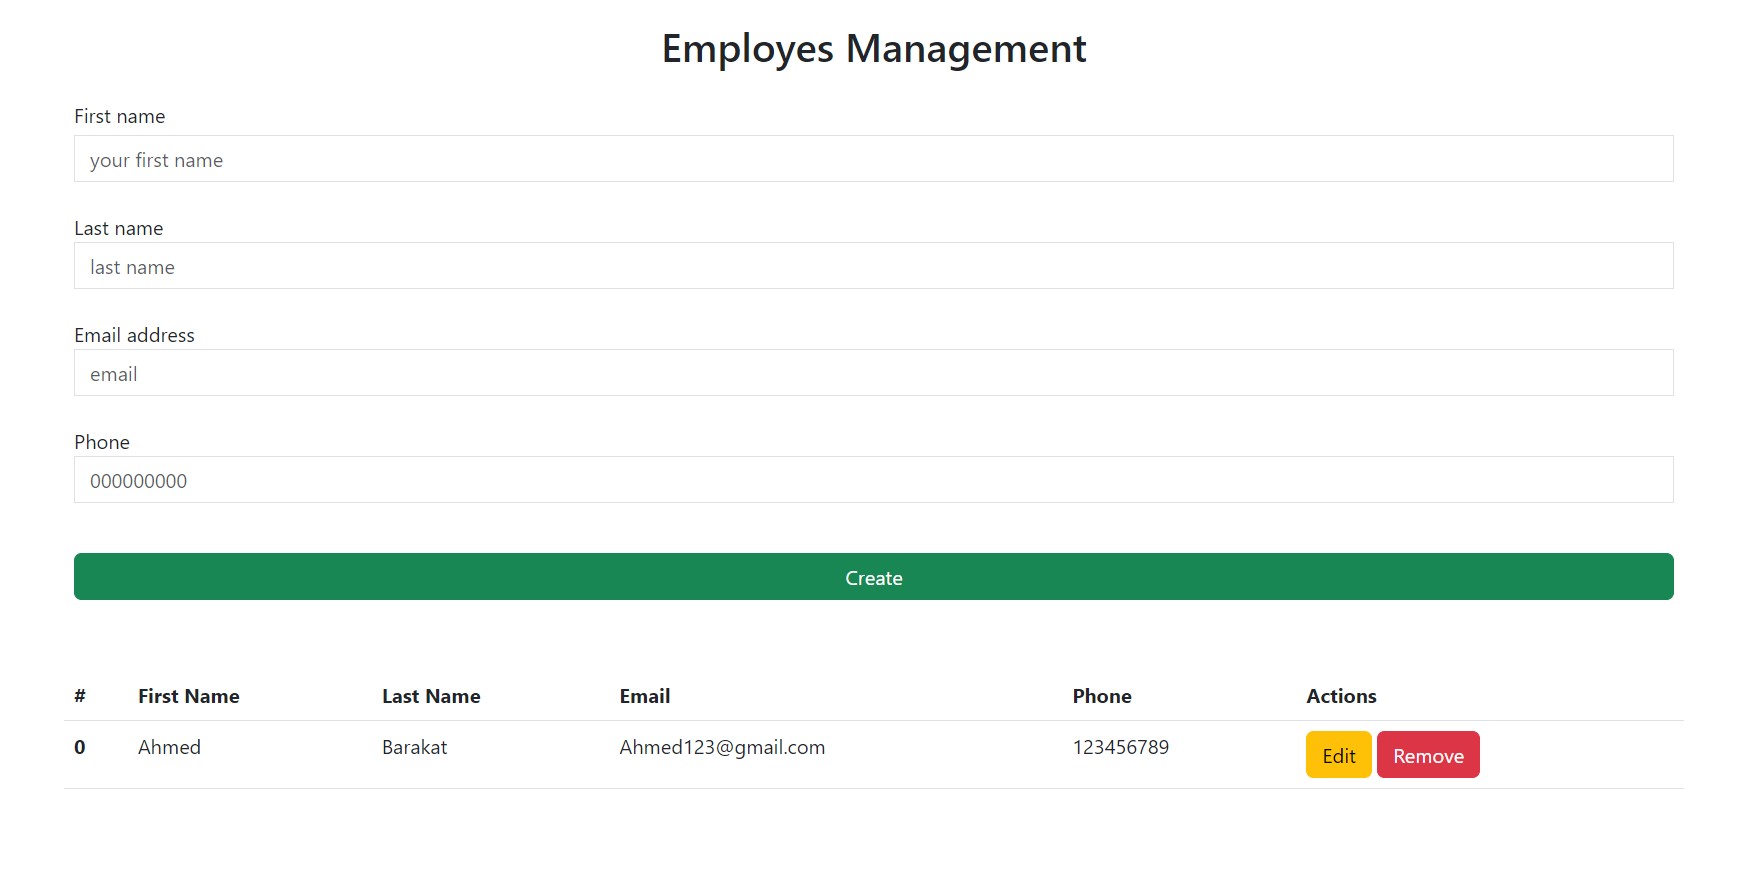 Employes Management
First name
your first name
Last name
last name
Email address
email
Phone
000000000
Create
# First Name Last Name Email Phone Actions
0 Ahmed Barakat Ahmed123@gmail.com 123456789 Edit Remove